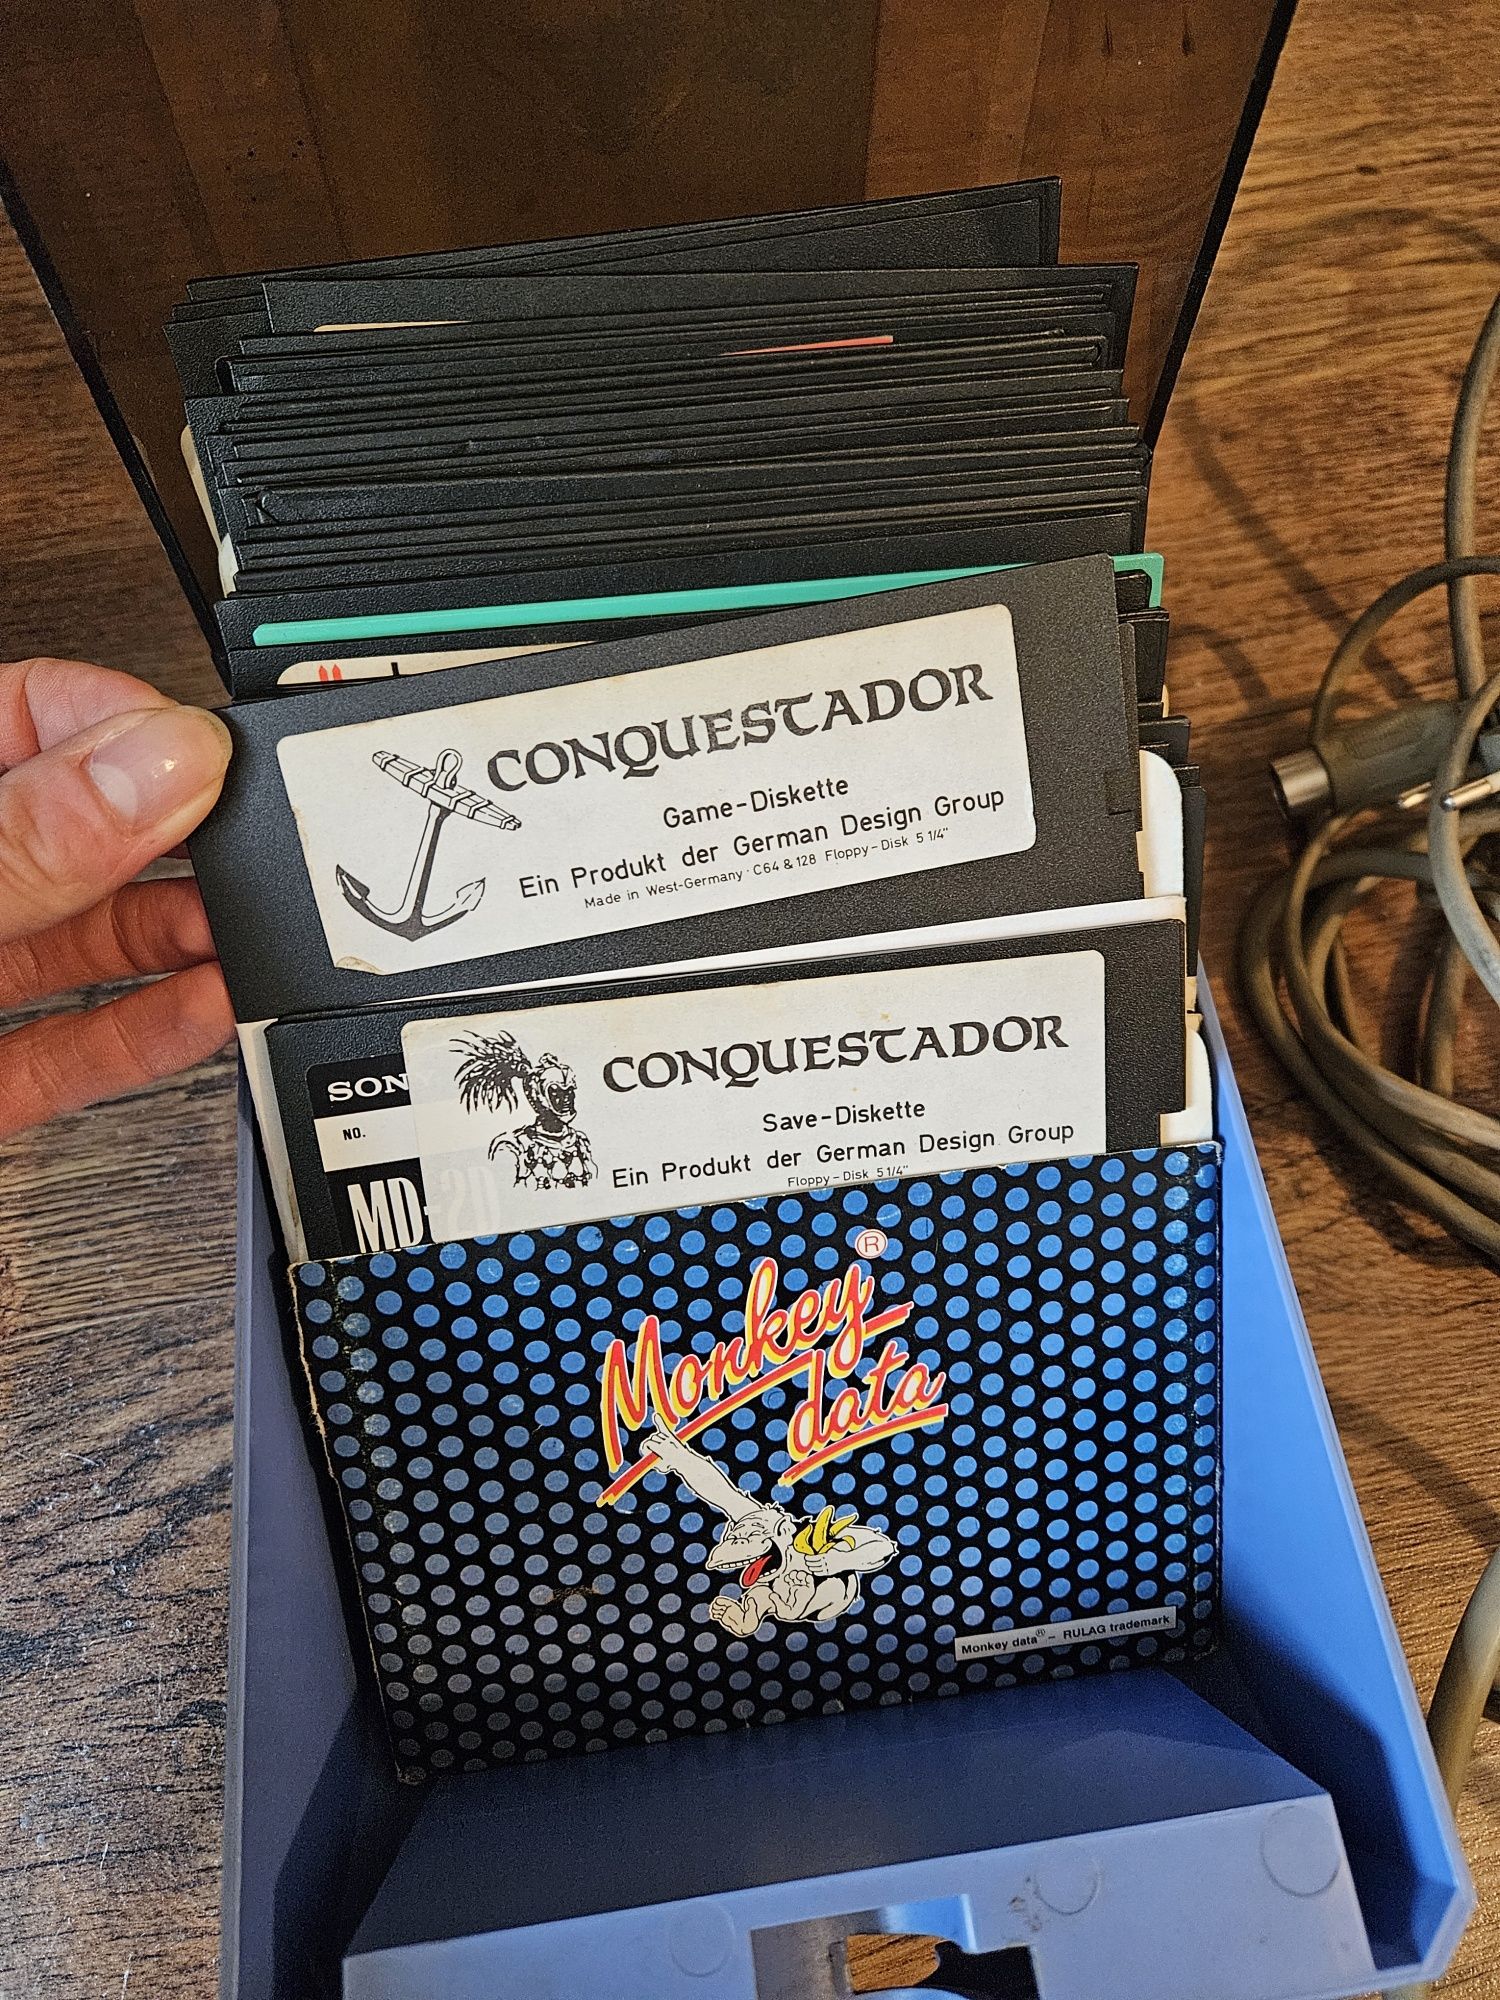 CONQUESTADOR
Game-Diskette
Ein Produkt der German Design Group
Made in West-Germany · C64 & 128 Floppy-Disk 5 1/4"
SON
NO.
MD-2D
CONQUESTADOR
Save-Diskette
Ein Produkt der German Design Group
Floppy-Disk 5 1/4"
Monkey ®
data
Monkey data® - RULAG trademark